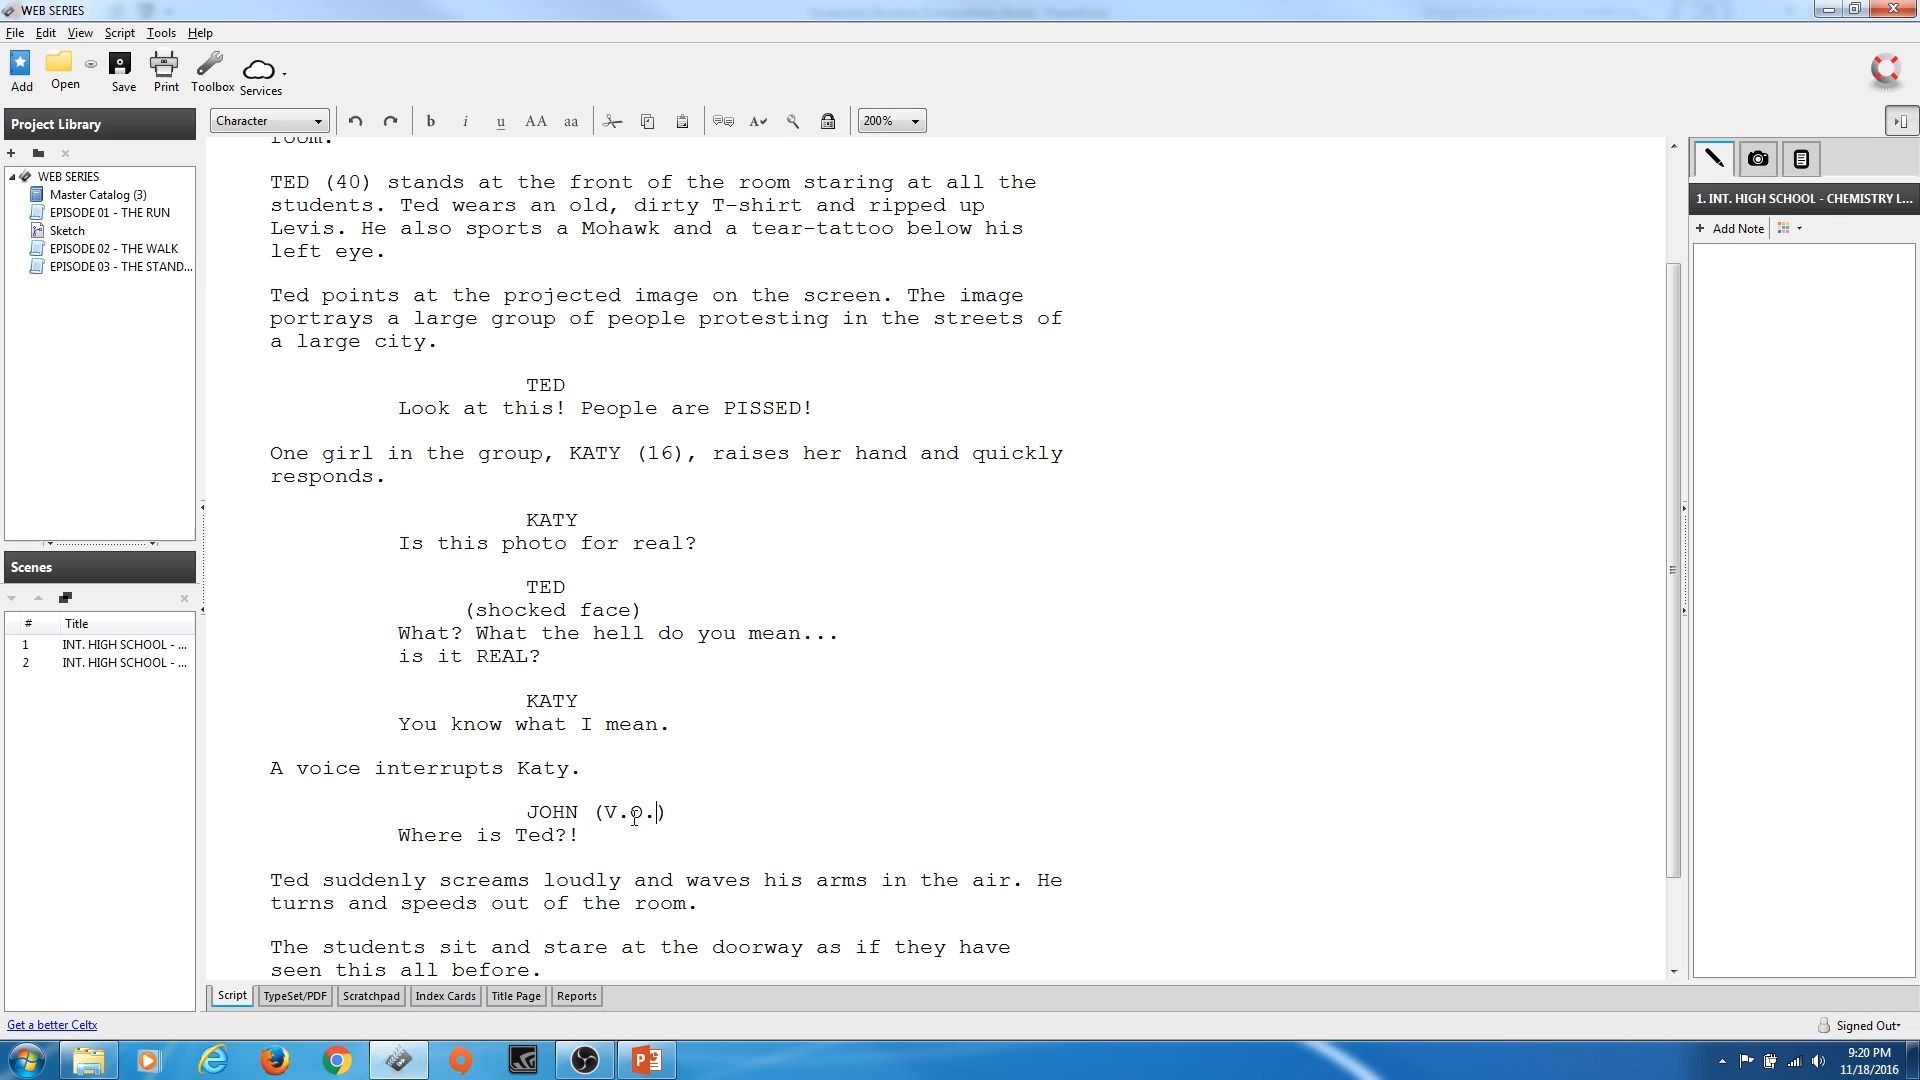 WEB SERIES
File Edit View Script Tools Help
Add Open Save Print Toolbox Services
Project Library
Character
b i u AA aa
200%
WEB SERIES
Master Catalog (3)
EPISODE 01 - THE RUN
Sketch
EPISODE 02 - THE WALK
EPISODE 03 - THE STAND...
Scenes
# Title
1 INT. HIGH SCHOOL - ...
2 INT. HIGH SCHOOL - ...
room.
TED (40) stands at the front of the room staring at all the
students. Ted wears an old, dirty T-shirt and ripped up
Levis. He also sports a Mohawk and a tear-tattoo below his
left eye.
Ted points at the projected image on the screen. The image
portrays a large group of people protesting in the streets of
a large city.
TED
Look at this! People are PISSED!
One girl in the group, KATY (16), raises her hand and quickly
responds.
KATY
Is this photo for real?
TED
(shocked face)
What? What the hell do you mean...
is it REAL?
KATY
You know what I mean.
A voice interrupts Katy.
JOHN (V.O.)
Where is Ted?!
Ted suddenly screams loudly and waves his arms in the air. He
turns and speeds out of the room.
The students sit and stare at the doorway as if they have
seen this all before.
1. INT. HIGH SCHOOL - CHEMISTRY L...
+ Add Note
Script TypeSet/PDF Scratchpad Index Cards Title Page Reports
Get a better Celtx
Signed Out
9:20 PM
11/18/2016